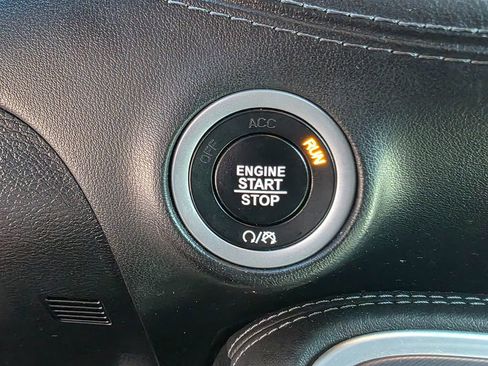 OFF
ACC
RUN
ENGINE
START
STOP
/